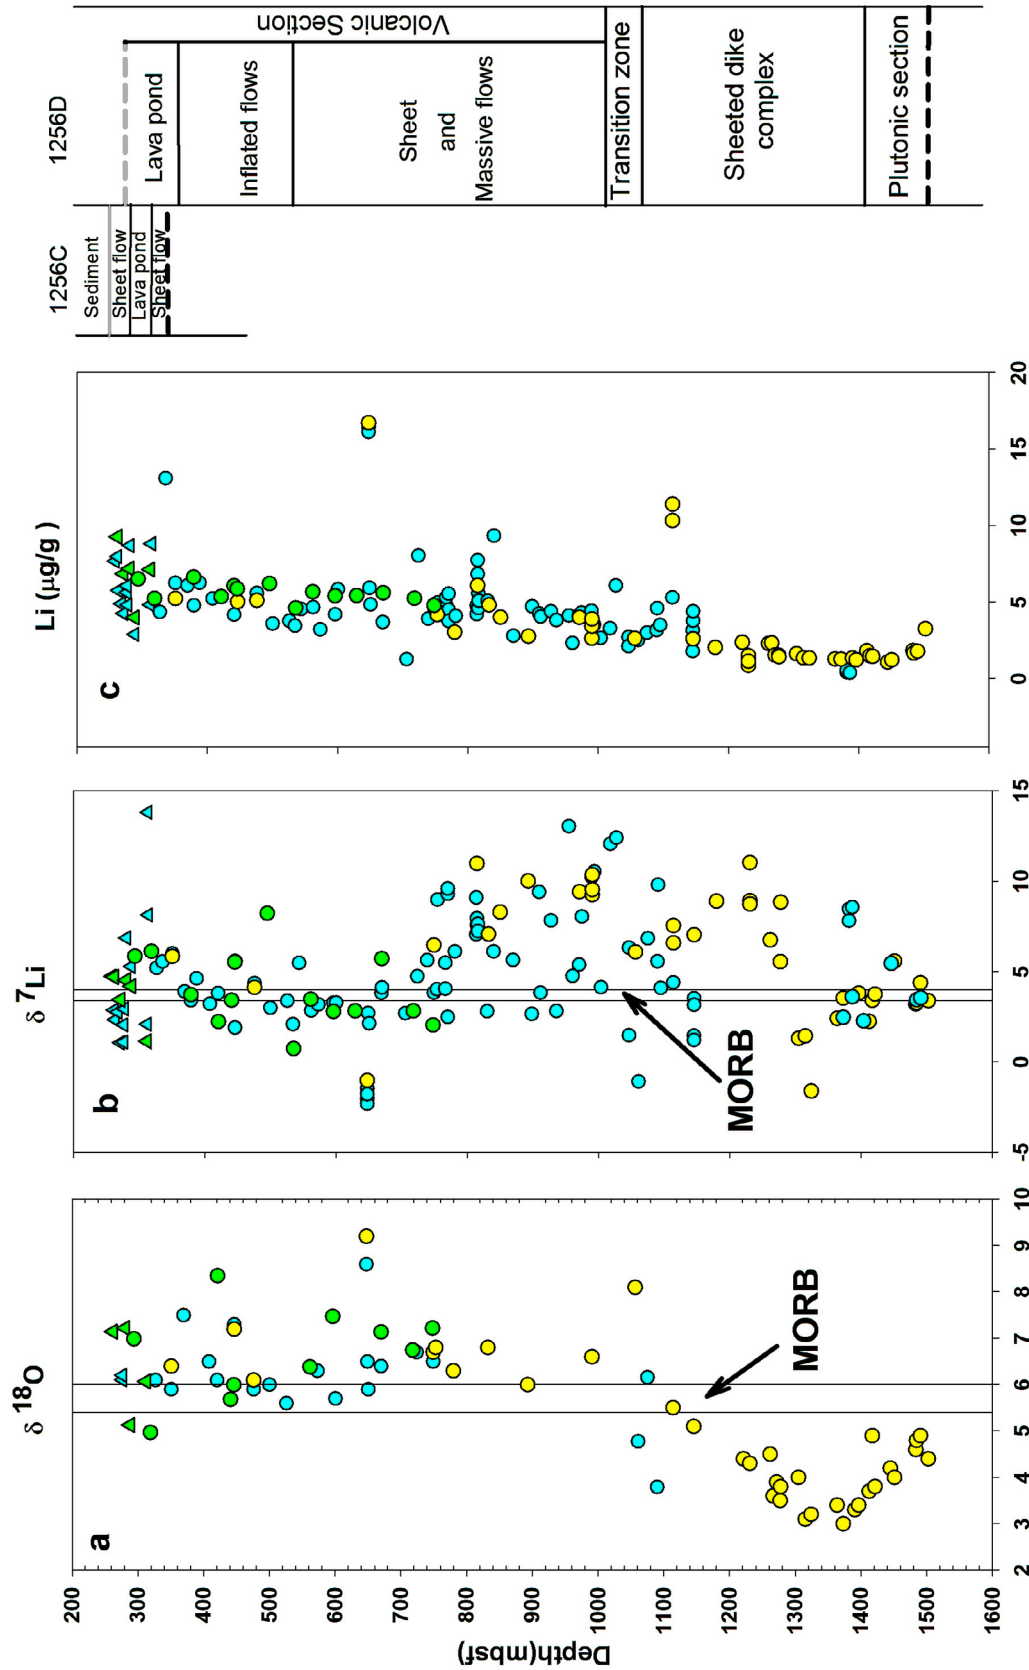 δ 18O
δ 7Li
Li (μg/g )
1256C
1256D
a
b
c
Depth(mbsf)
200
300
400
500
600
700
800
900
1000
1100
1200
1300
1400
1500
1600
2
3
4
5
6
7
8
9
10
-5
0
5
10
15
0
5
10
15
20
MORB
MORB
Sediment
Sheet flow
Lava pond
Sheet flow
Lava pond
Inflated flows
Sheet
and
Massive flows
Volcanic Section
Transition zone
Sheeted dike
complex
Plutonic section